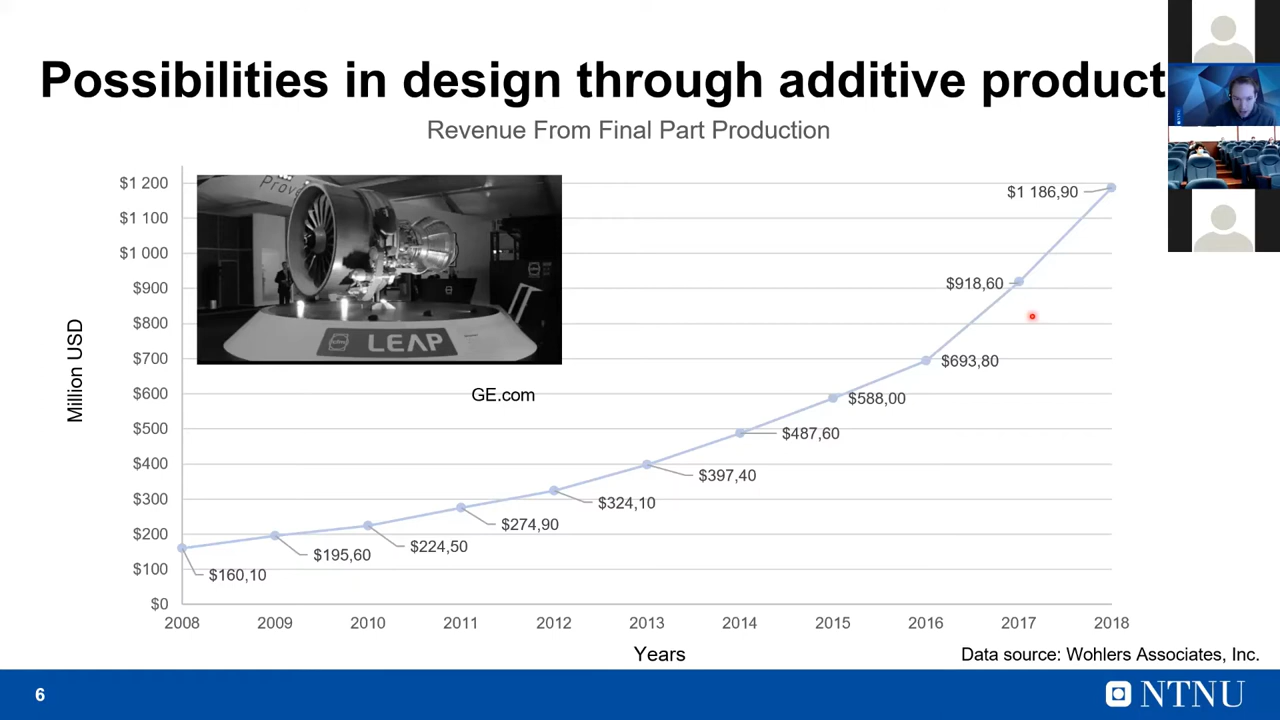 Possibilities in design through additive product
Revenue From Final Part Production
$1 200
$1 100
$1 000
$900
$800
$700
$600
$500
$400
$300
$200
$100
$0
Million USD
LEAP
GE.com
$160,10
$195,60
$224,50
$274,90
$324,10
$397,40
$487,60
$588,00
$693,80
$918,60
$1 186,90
2008 2009 2010 2011 2012 2013 2014 2015 2016 2017 2018
Years
Data source: Wohlers Associates, Inc.
6
NTNU